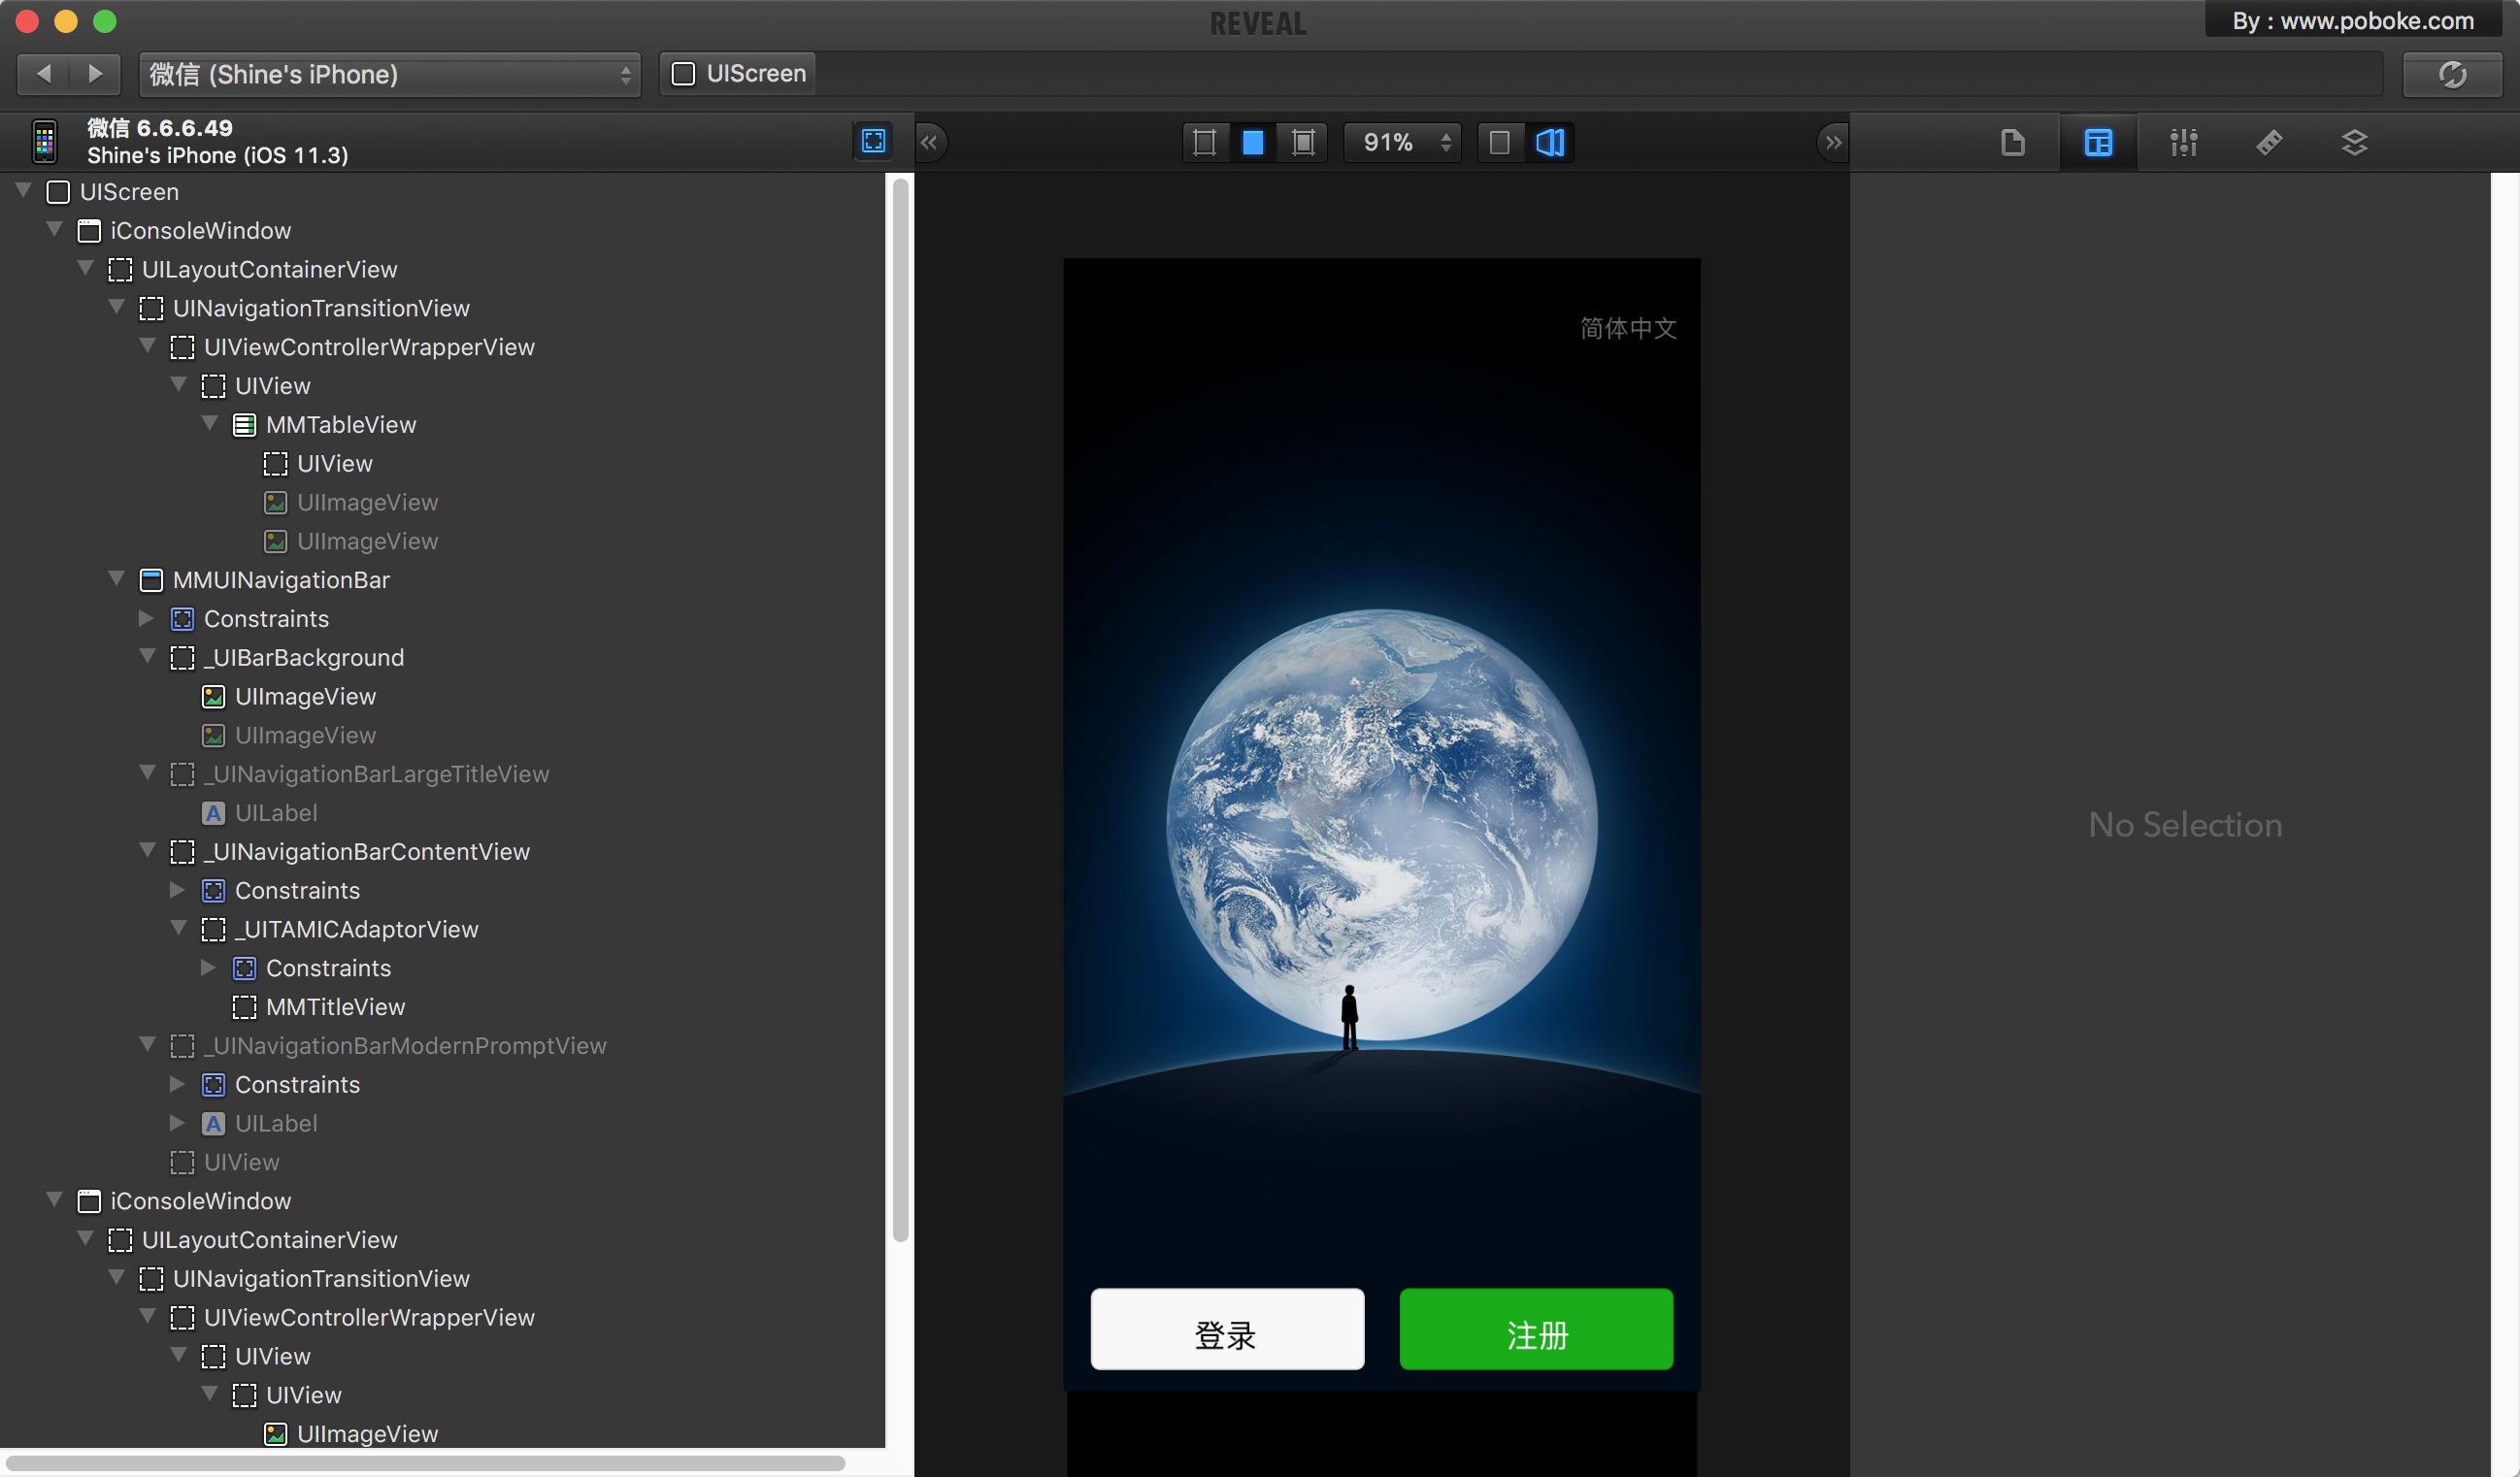 REVEAL
By : www.poboke.com
微信 (Shine's iPhone)
UIScreen
微信 6.6.6.49
Shine's iPhone (iOS 11.3)
91%
UIScreen
iConsoleWindow
UILayoutContainerView
UINavigationTransitionView
UIViewControllerWrapperView
UIView
MMTableView
UIView
UIImageView
UIImageView
MMUINavigationBar
Constraints
_UIBarBackground
UIImageView
UIImageView
_UINavigationBarLargeTitleView
A UILabel
_UINavigationBarContentView
Constraints
_UITAMICAdaptorView
Constraints
MMTitleView
_UINavigationBarModernPromptView
Constraints
A UILabel
UIView
iConsoleWindow
UILayoutContainerView
UINavigationTransitionView
UIViewControllerWrapperView
UIView
UIView
UIImageView
简体中文
登录
注册
No Selection